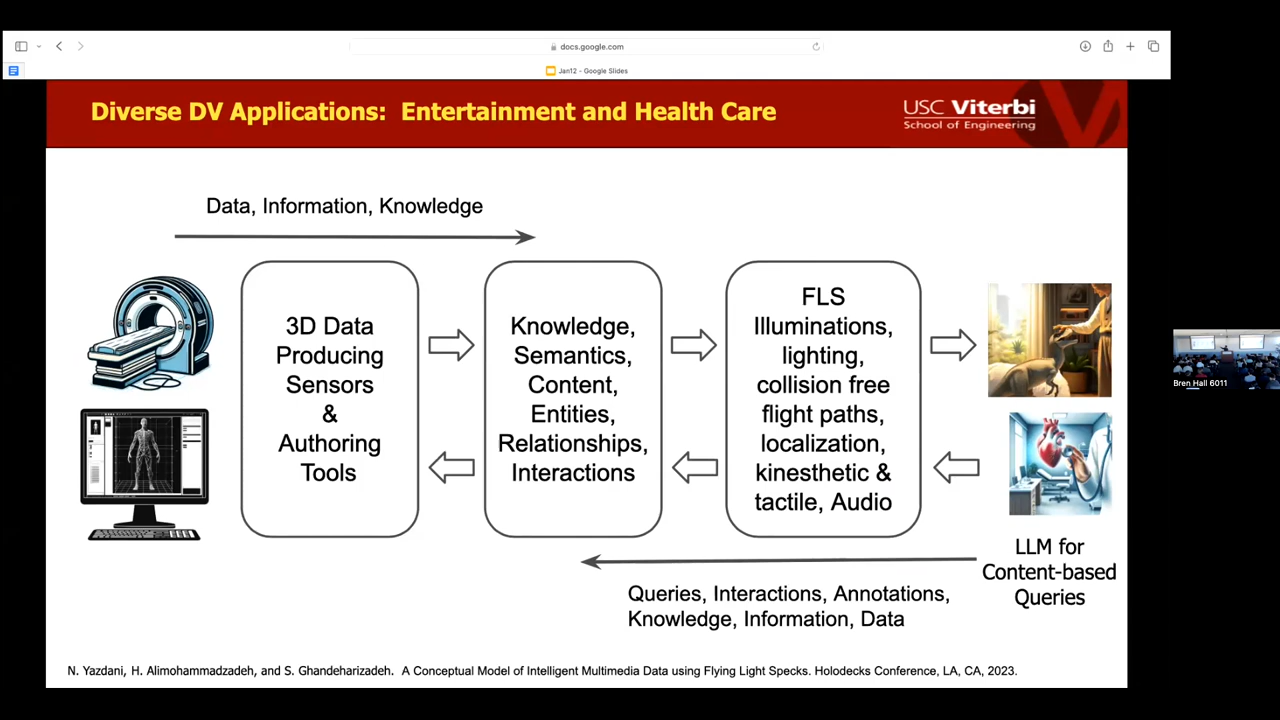 docs.google.com
Jan12 - Google Slides
Diverse DV Applications: Entertainment and Health Care
USC Viterbi
School of Engineering
Data, Information, Knowledge
3D Data
Producing
Sensors
&
Authoring
Tools
Knowledge,
Semantics,
Content,
Entities,
Relationships,
Interactions
FLS
Illuminations,
lighting,
collision free
flight paths,
localization,
kinesthetic &
tactile, Audio
LLM for
Content-based
Queries
Queries, Interactions, Annotations,
Knowledge, Information, Data
N. Yazdani, H. Alimohammadzadeh, and S. Ghandeharizadeh. A Conceptual Model of Intelligent Multimedia Data using Flying Light Specks. Holodecks Conference, LA, CA, 2023.
Bren Hall 6011